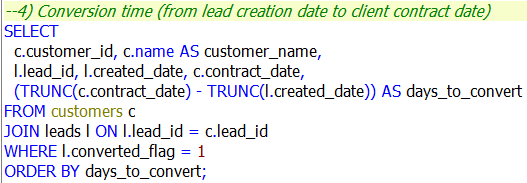 --4) Conversion time (from lead creation date to client contract date)
SELECT
c.customer_id, c.name AS customer_name,
l.lead_id, l.created_date, c.contract_date,
(TRUNC(c.contract_date) - TRUNC(l.created_date)) AS days_to_convert
FROM customers c
JOIN leads l ON l.lead_id = c.lead_id
WHERE l.converted_flag = 1
ORDER BY days_to_convert;